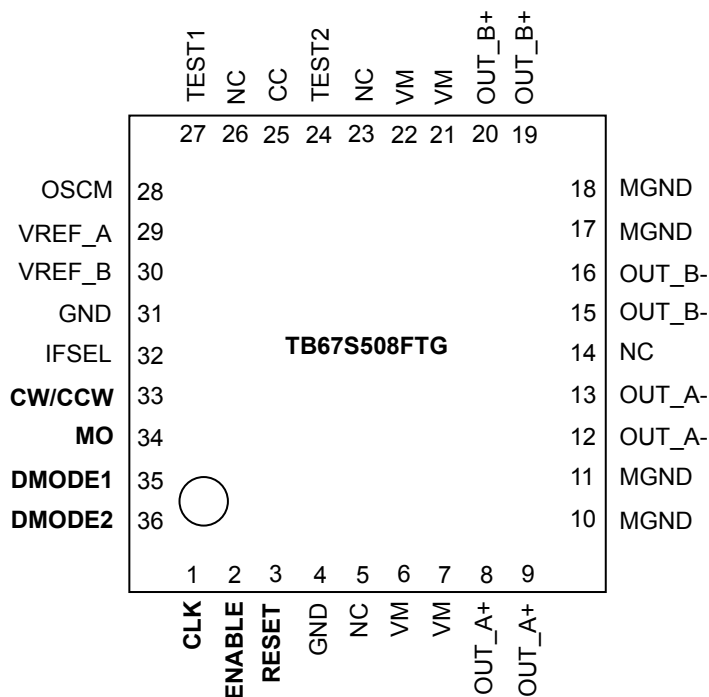 TEST1
NC
CC
TEST2
NC
VM
VM
OUT_B+
OUT_B+
27 26 25 24 23 22 21 20 19
OSCM 28
VREF_A 29
VREF_B 30
GND 31
IFSEL 32
CW/CCW 33
MO 34
DMODE1 35
DMODE2 36
TB67S508FTG
18 MGND
17 MGND
16 OUT_B-
15 OUT_B-
14 NC
13 OUT_A-
12 OUT_A-
11 MGND
10 MGND
1 2 3 4 5 6 7 8 9
CLK
ENABLE
RESET
GND
NC
VM
VM
OUT_A+
OUT_A+